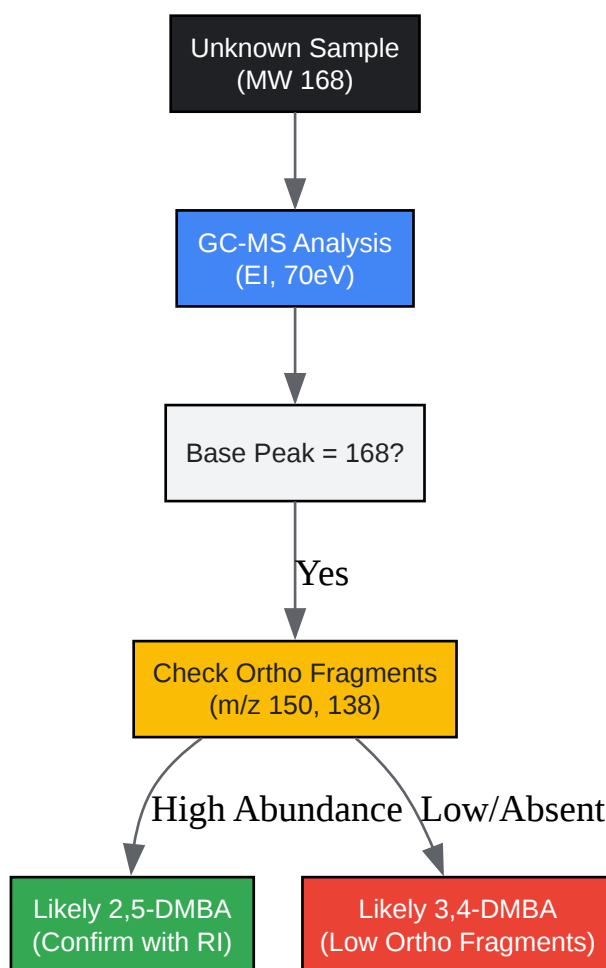 Unknown Sample
(MW 168)
GC-MS Analysis
(EI, 70eV)
Base Peak = 168?
Yes
Check Ortho Fragments
(m/z 150, 138)
High Abundance
Low/Absent
Likely 2,5-DMBA
(Confirm with RI)
Likely 3,4-DMBA
(Low Ortho Fragments)